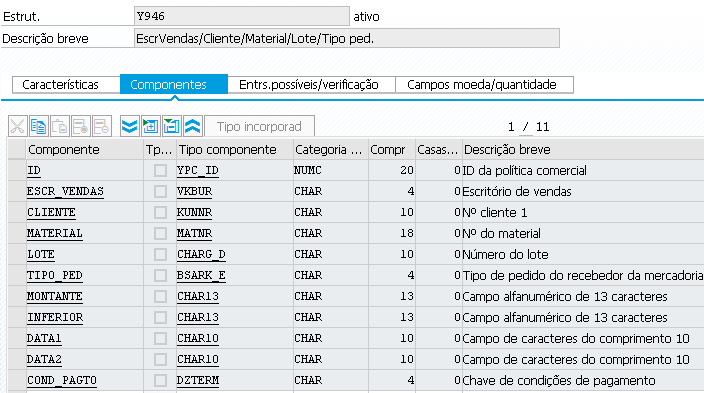 Estrut. Y946 ativo
Descrição breve EscrVendas/Cliente/Material/Lote/Tipo ped.
Características Componentes Entrs.possíveis/verificação Campos moeda/quantidade
Tipo incorporad 1 / 11
Componente Tp... Tipo componente Categoria ... Compr Casas... Descrição breve
ID YPC_ID NUMC 20 0 ID da política comercial
ESCR_VENDAS VKBUR CHAR 4 0 Escritório de vendas
CLIENTE KUNNR CHAR 10 0 Nº cliente 1
MATERIAL MATNR CHAR 18 0 Nº do material
LOTE CHARG_D CHAR 10 0 Número do lote
TIPO_PED BSARK_E CHAR 4 0 Tipo de pedido do recebedor da mercadoria
MONTANTE CHAR13 CHAR 13 0 Campo alfanumérico de 13 caracteres
INFERIOR CHAR13 CHAR 13 0 Campo alfanumérico de 13 caracteres
DATA1 CHAR10 CHAR 10 0 Campo de caracteres do comprimento 10
DATA2 CHAR10 CHAR 10 0 Campo de caracteres do comprimento 10
COND_PAGTO DZTERM CHAR 4 0 Chave de condições de pagamento